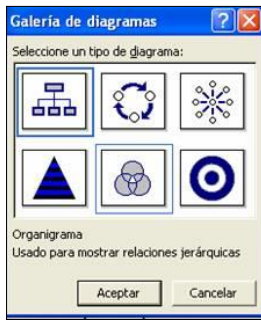 Galería de diagramas
Seleccione un tipo de diagrama:
Organigrama
Usado para mostrar relaciones jerárquicas
Aceptar
Cancelar